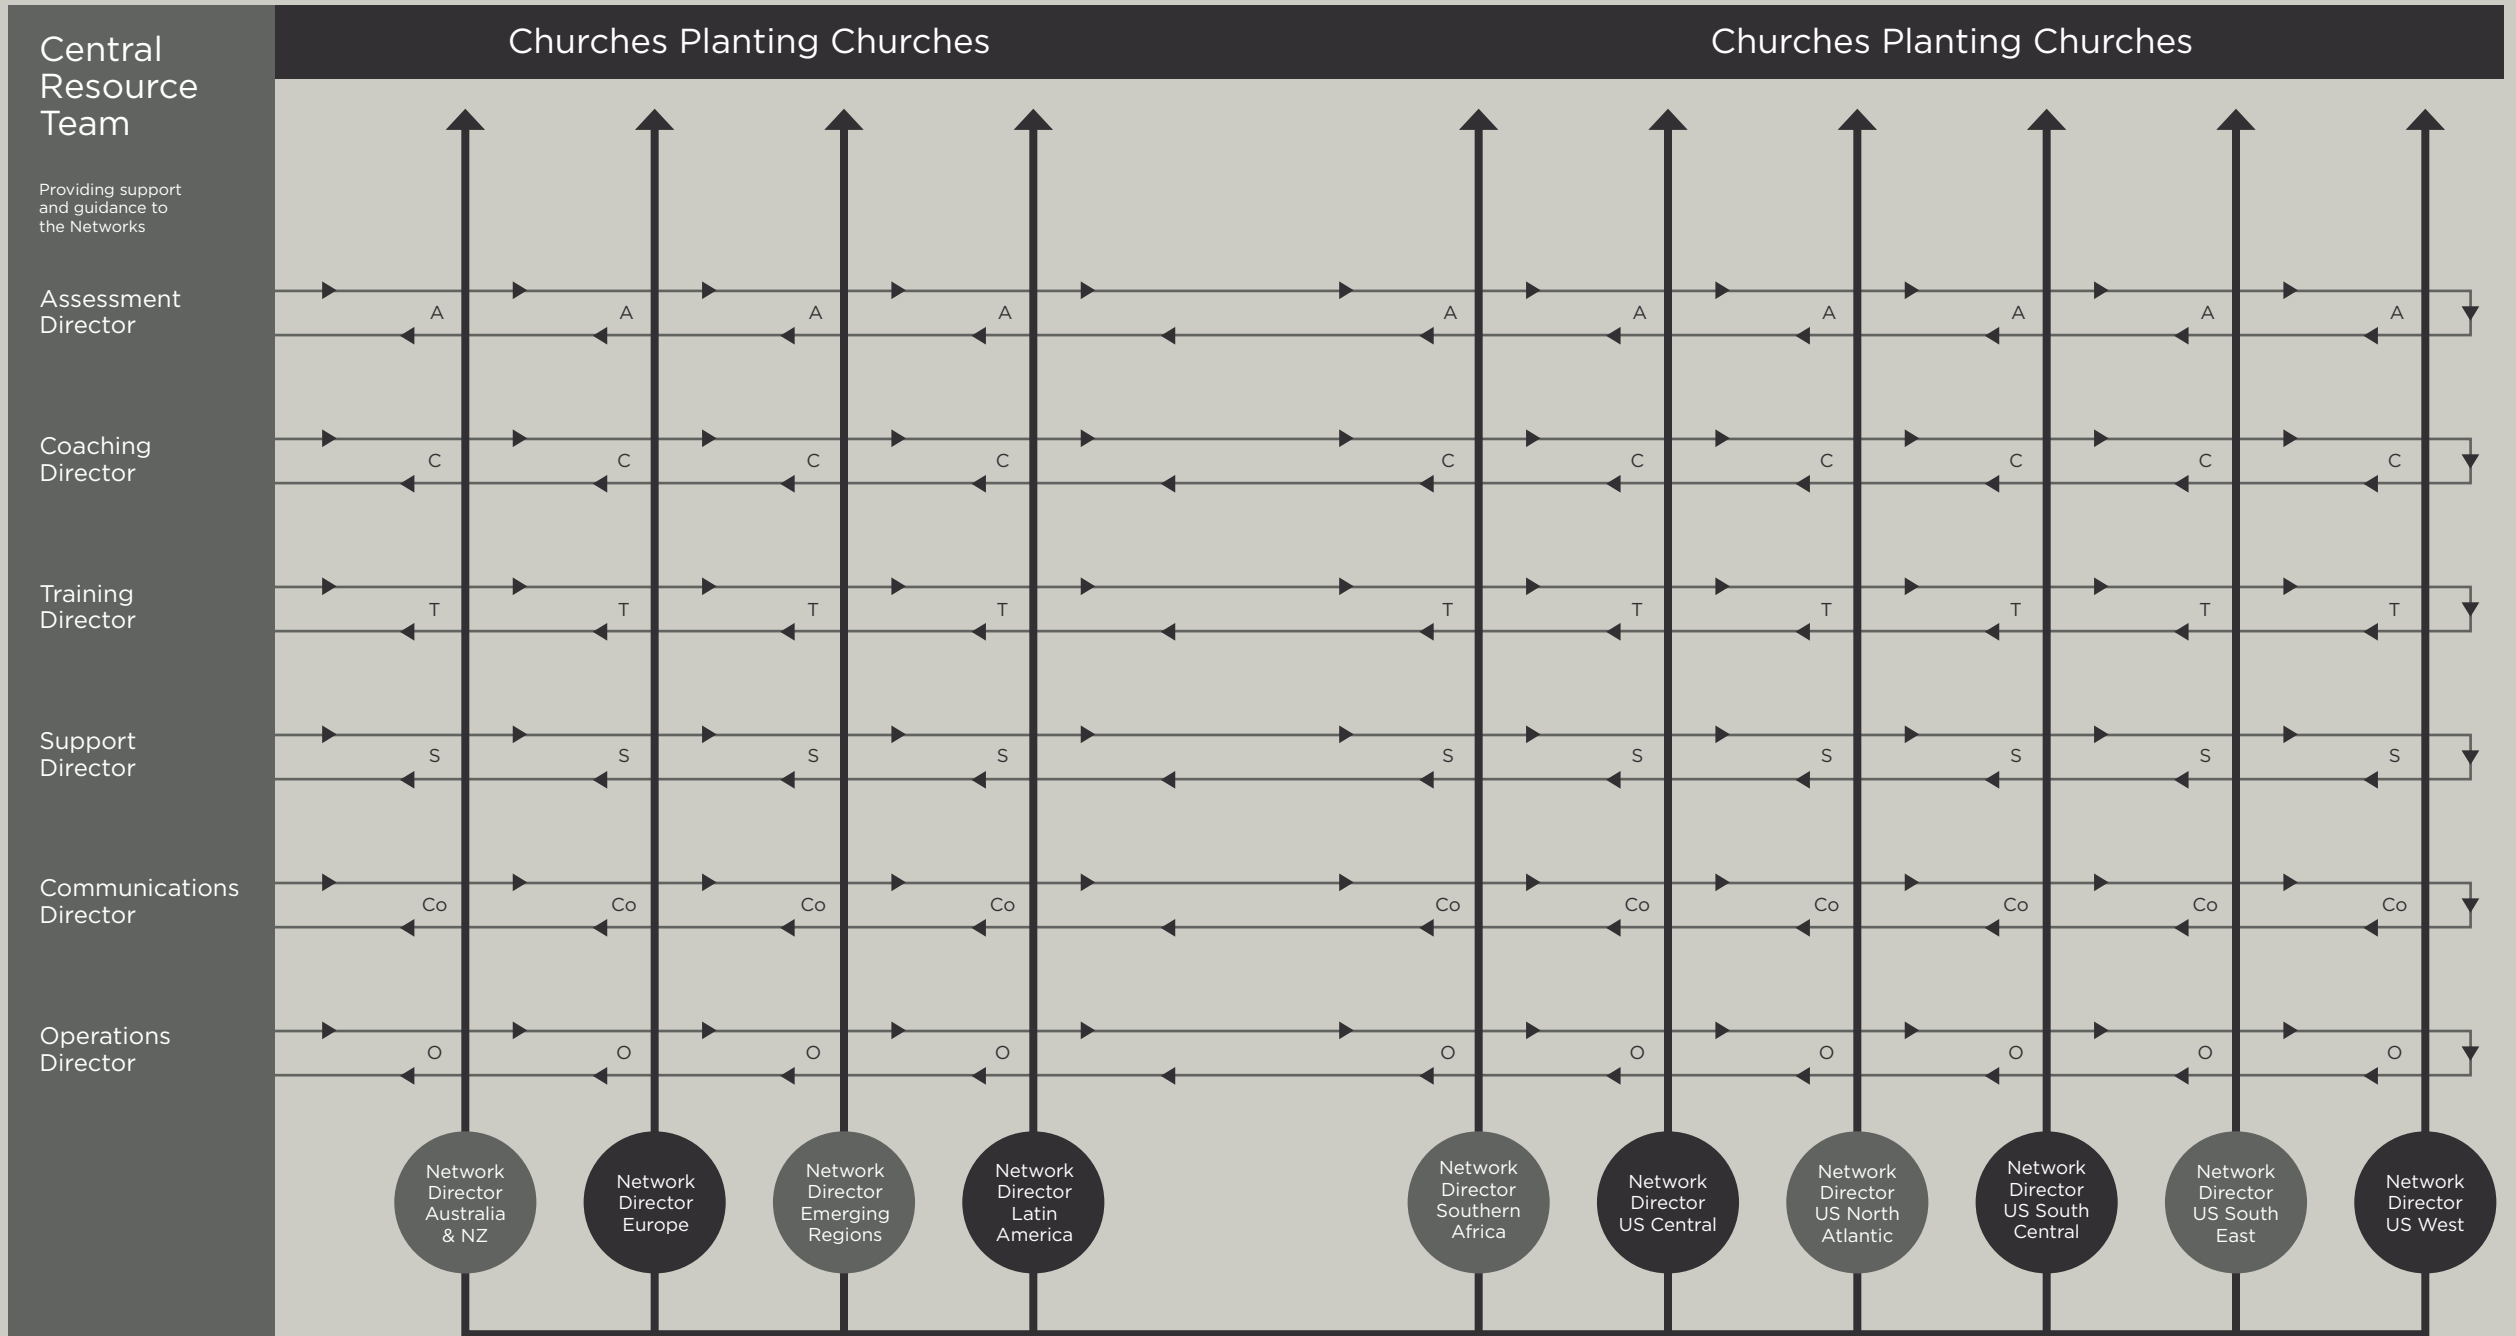 Central
Resource
Team
Providing support
and guidance to
the Networks
Churches Planting Churches
Churches Planting Churches
Assessment
Director
A A A A A A A A A A
Coaching
Director
C C C C C C C C C C
Training
Director
T T T T T T T T T T
Support
Director
S S S S S S S S S S
Communications
Director
Co Co Co Co Co Co Co Co Co Co
Operations
Director
O O O O O O O O O O
Network
Director
Australia
& NZ
Network
Director
Europe
Network
Director
Emerging
Regions
Network
Director
Latin
America
Network
Director
Southern
Africa
Network
Director
US Central
Network
Director
US North
Atlantic
Network
Director
US South
Central
Network
Director
US South
East
Network
Director
US West